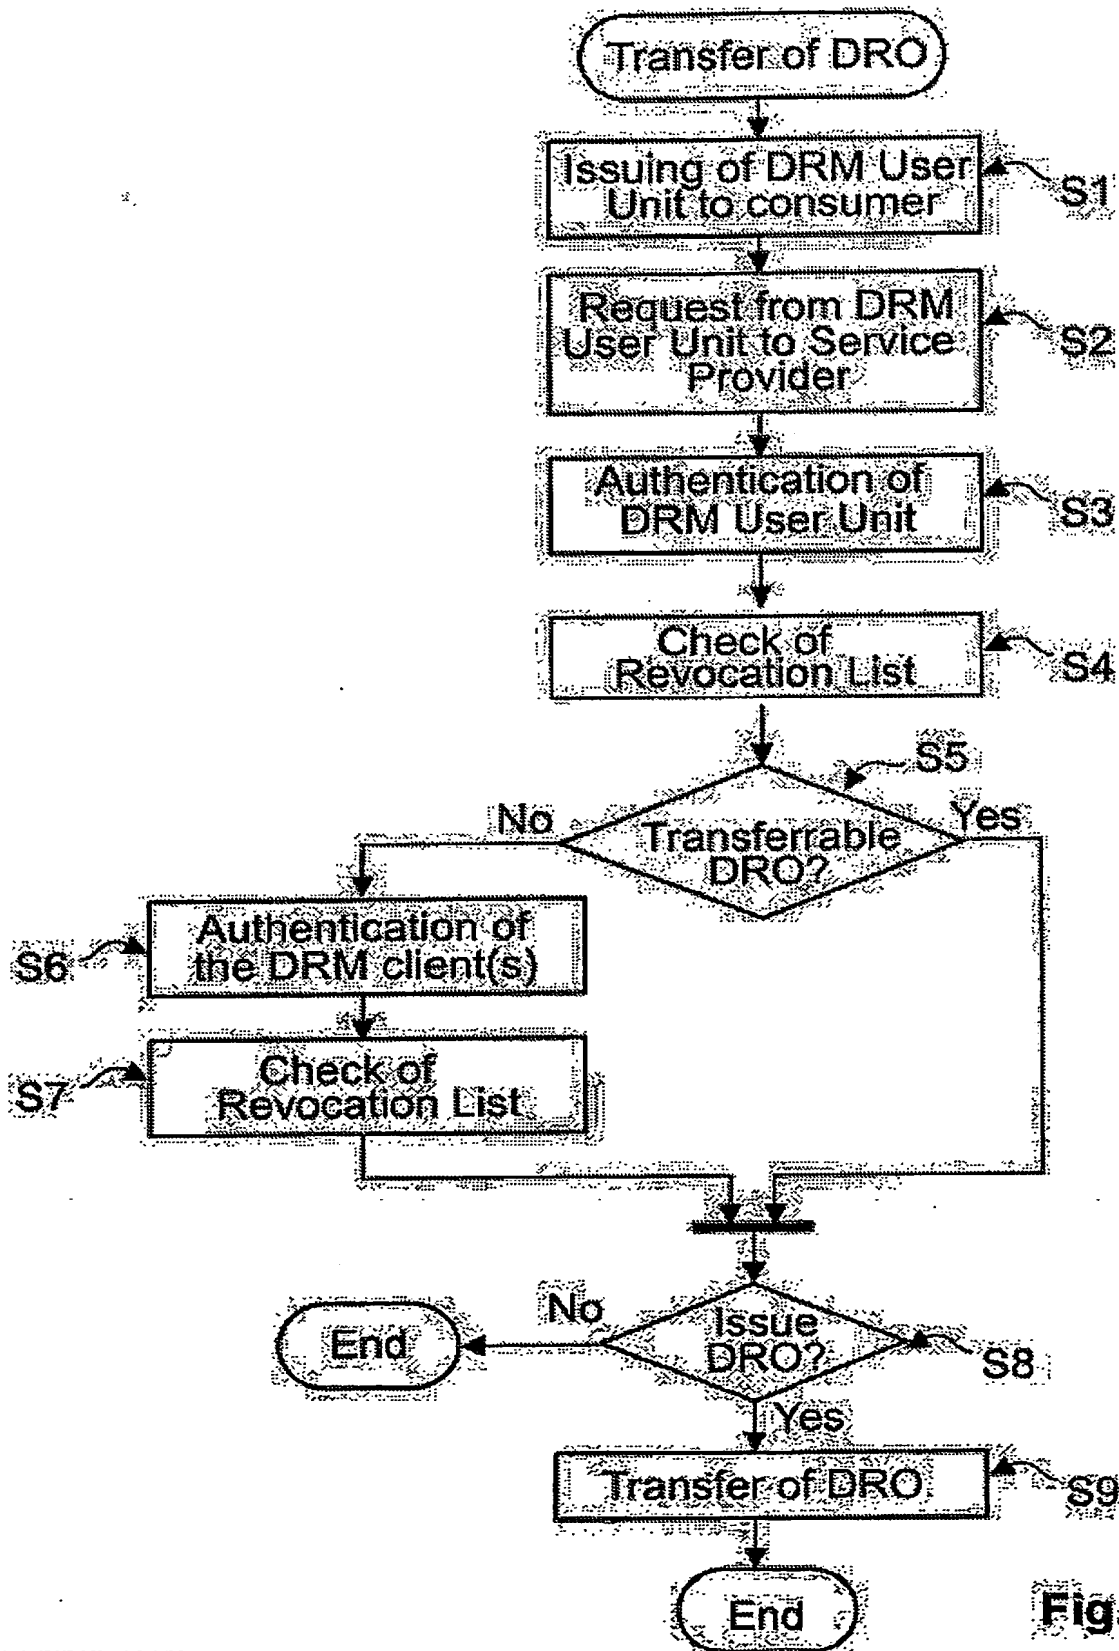 Transfer of DRO
Issuing of DRM User
Unit to consumer
S1
Request from DRM
User Unit to Service
Provider
S2
Authentication of
DRM User Unit
S3
Check of
Revocation List
S4
S5
No
Yes
Transferrable
DRO?
Authentication of
the DRM client(s)
S6
Check of
Revocation List
S7
No
Issue
DRO?
S8
End
Yes
Transfer of DRO
S9
End
Fig.